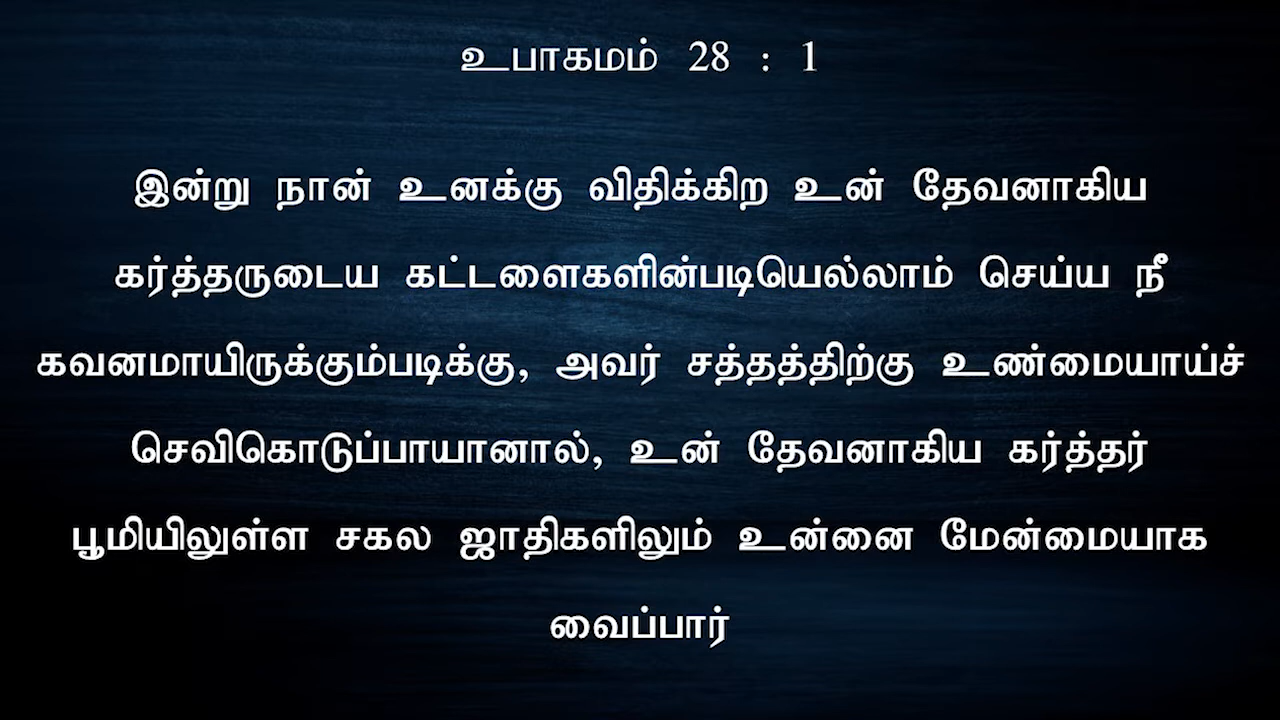 உபாகமம் 28 : 1
இன்று நான் உனக்கு விதிக்கிற உன் தேவனாகிய
கர்த்தருடைய கட்டளைகளின்படியெல்லாம் செய்ய நீ
கவனமாயிருக்கும்படிக்கு, அவர் சத்தத்திற்கு உண்மையாய்ச்
செவிகொடுப்பாயானால், உன் தேவனாகிய கர்த்தர்
பூமியிலுள்ள சகல ஜாதிகளிலும் உன்னை மேன்மையாக
வைப்பார்